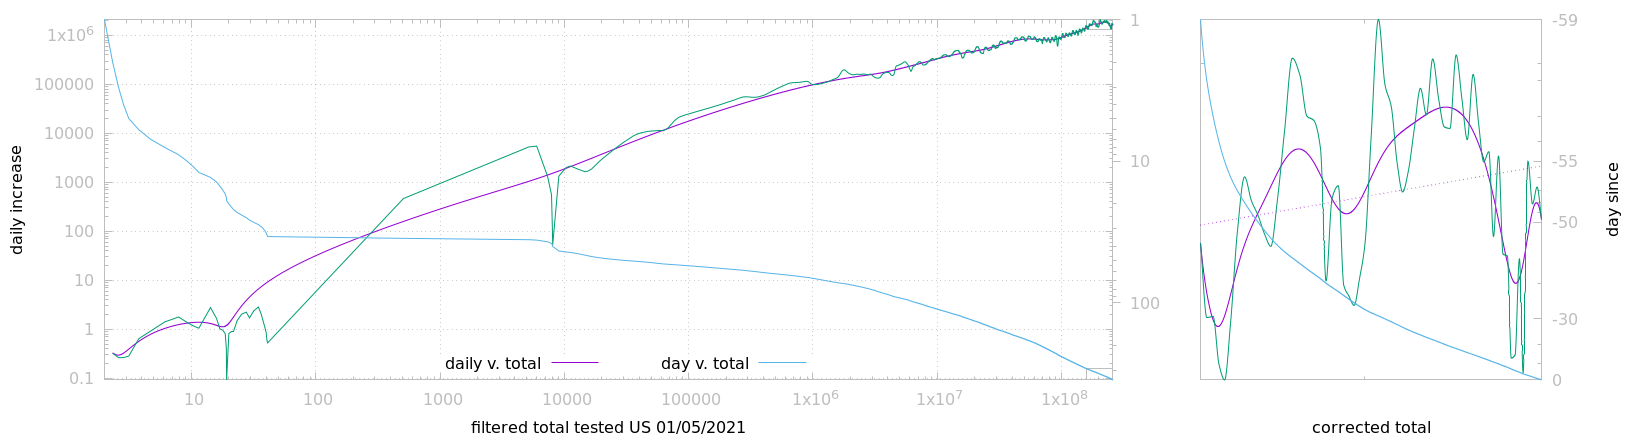 1x10^6
100000
10000
1000
100
10
1
0.1
daily increase
10
100
1000
10000
100000
1x10^6
1x10^7
1x10^8
1
10
100
daily v. total
day v. total
filtered total tested US 01/05/2021
-59
-55
-50
-30
0
day since
corrected total